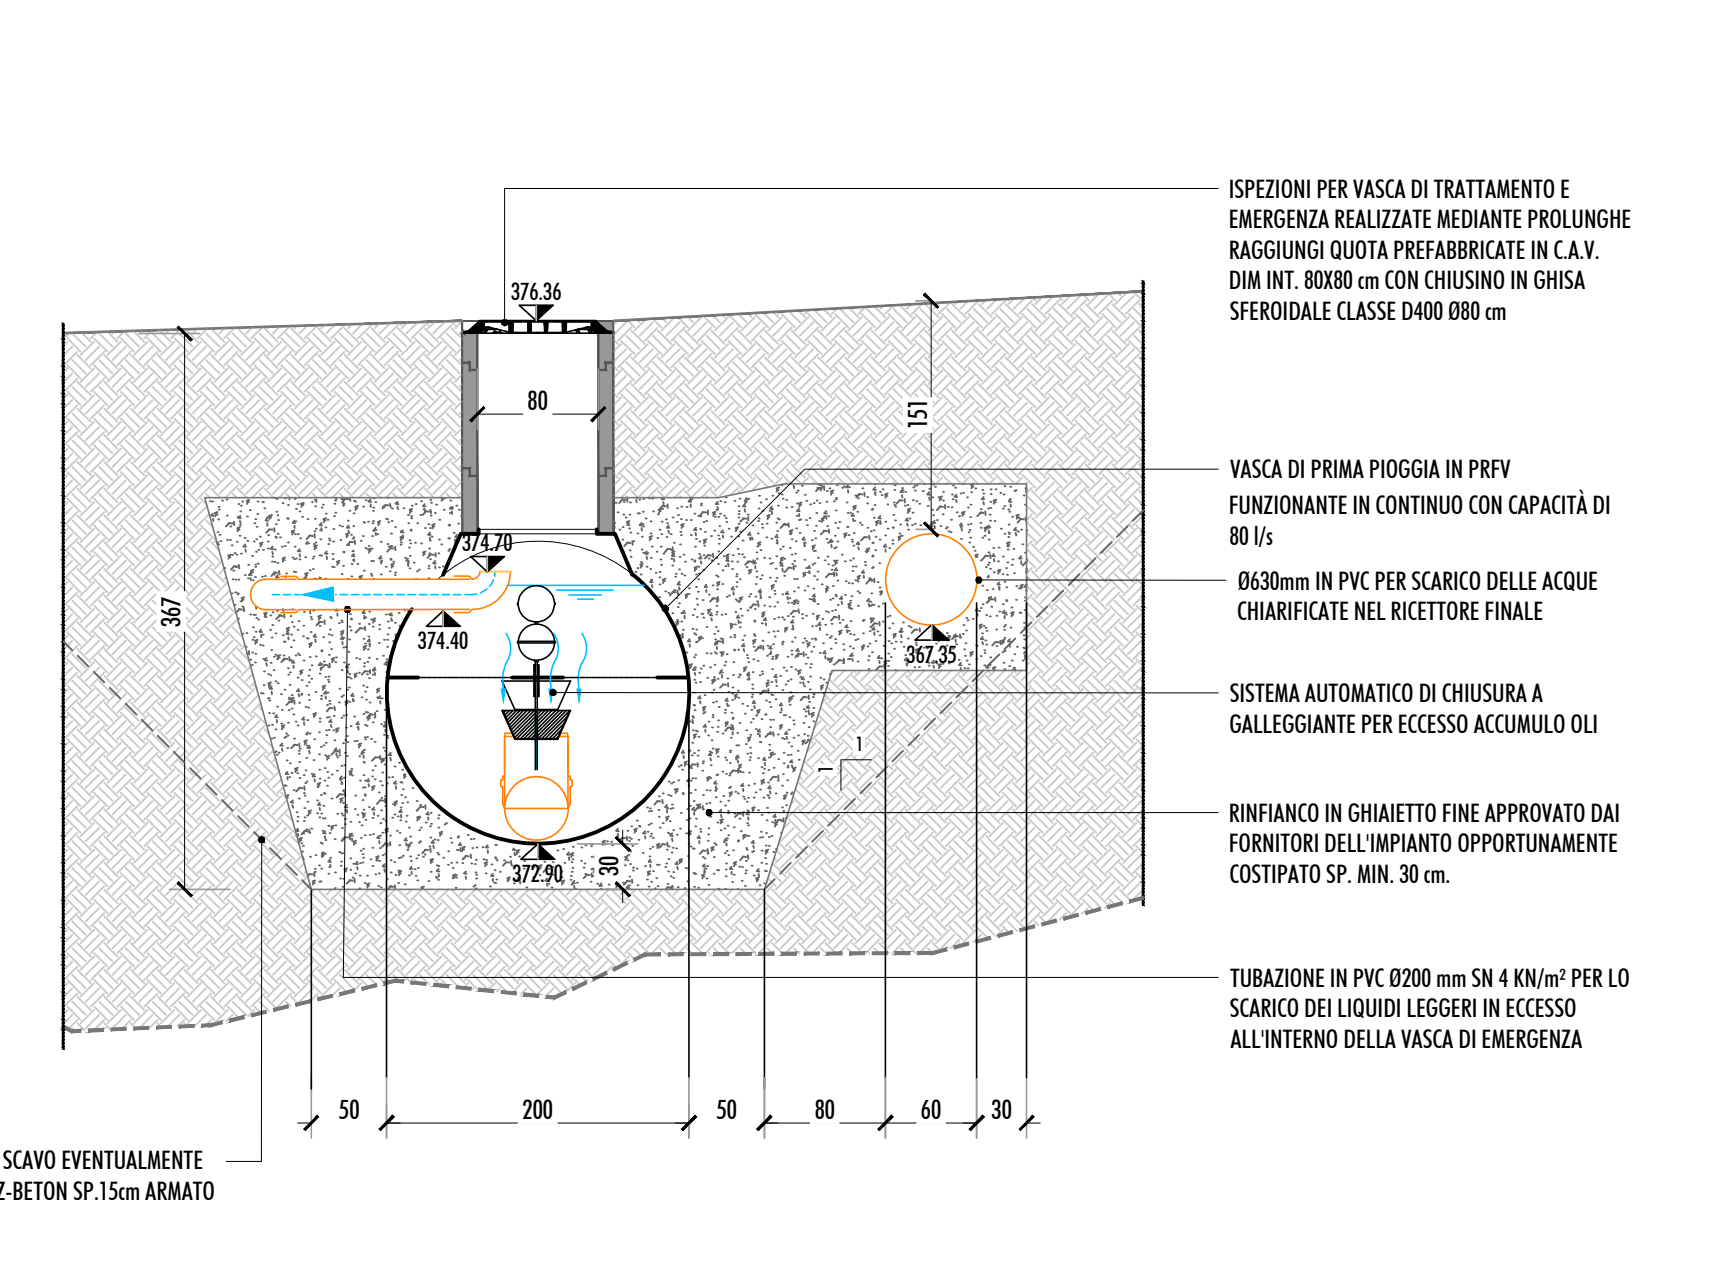 ISPEZIONI PER VASCA DI TRATTAMENTO E
EMERGENZA REALIZZATE MEDIANTE PROLUNGHE
RAGGIUNGI QUOTA PREFABBRICATE IN C.A.V.
DIM INT. 80X80 cm CON CHIUSINO IN GHISA
SFEROIDALE CLASSE D400 Ø80 cm
376.36
80
151
VASCA DI PRIMA PIOGGIA IN PRFV
FUNZIONANTE IN CONTINUO CON CAPACITÀ DI
80 l/s
374.70
Ø630mm IN PVC PER SCARICO DELLE ACQUE
CHIARIFICATE NEL RICETTORE FINALE
367
374.40
367.35
SISTEMA AUTOMATICO DI CHIUSURA A
GALLEGGIANTE PER ECCESSO ACCUMULO OLI
1
1
RINFIANCO IN GHIAIETTO FINE APPROVATO DAI
FORNITORI DELL'IMPIANTO OPPORTUNAMENTE
COSTIPATO SP. MIN. 30 cm.
372.90
30
TUBAZIONE IN PVC Ø200 mm SN 4 KN/m² PER LO
SCARICO DEI LIQUIDI LEGGERI IN ECCESSO
ALL'INTERNO DELLA VASCA DI EMERGENZA
50 200 50 80 60 30
SCAVO EVENTUALMENTE
Z-BETON SP.15cm ARMATO